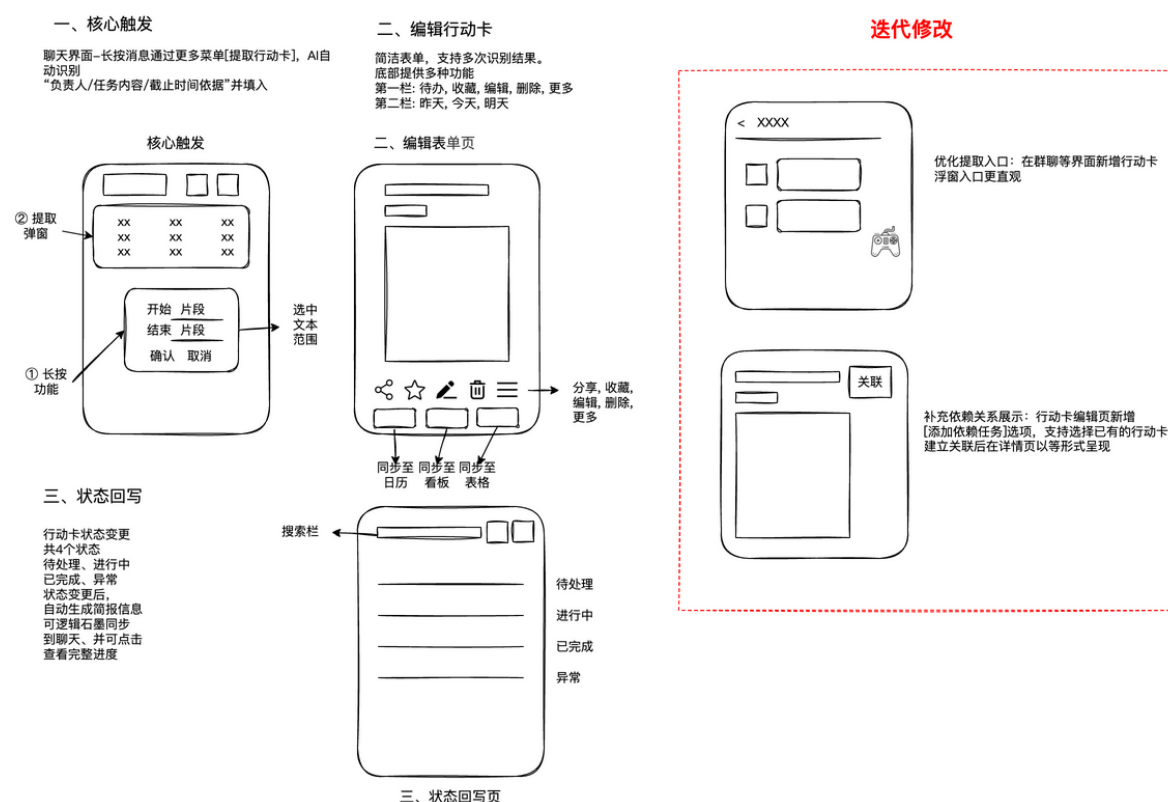 一、核心触发
聊天界面-长按消息通过更多菜单[提取行动卡]，AI自
动识别
“负责人/任务内容/截止时间依据”并填入
核心触发
② 提取
弹窗
xx xx xx
xx xx xx
xx xx xx
开始 片段
结束 片段
确认 取消
选中
文本
范围
① 长按
功能
二、编辑行动卡
简洁表单，支持多次识别结果。
底部提供多种功能
第一栏: 待办, 收藏, 编辑, 删除, 更多
第二栏: 昨天, 今天, 明天
二、编辑表单页
分享, 收藏,
编辑, 删除,
更多
同步至
日历
同步至
看板
同步至
表格
三、状态回写
行动卡状态变更
共4个状态
待处理、进行中
已完成、异常
状态变更后，
自动生成简报信息
可逻辑石墨同步
到聊天、并可点击
查看完整进度
搜索栏
待处理
进行中
已完成
异常
三、状态回写页
迭代修改
< XXXX
优化提取入口：在群聊等界面新增行动卡
浮窗入口更直观
关联
补充依赖关系展示：行动卡编辑页新增
[添加依赖任务]选项，支持选择已有的行动卡
建立关联后在详情页以等形式呈现